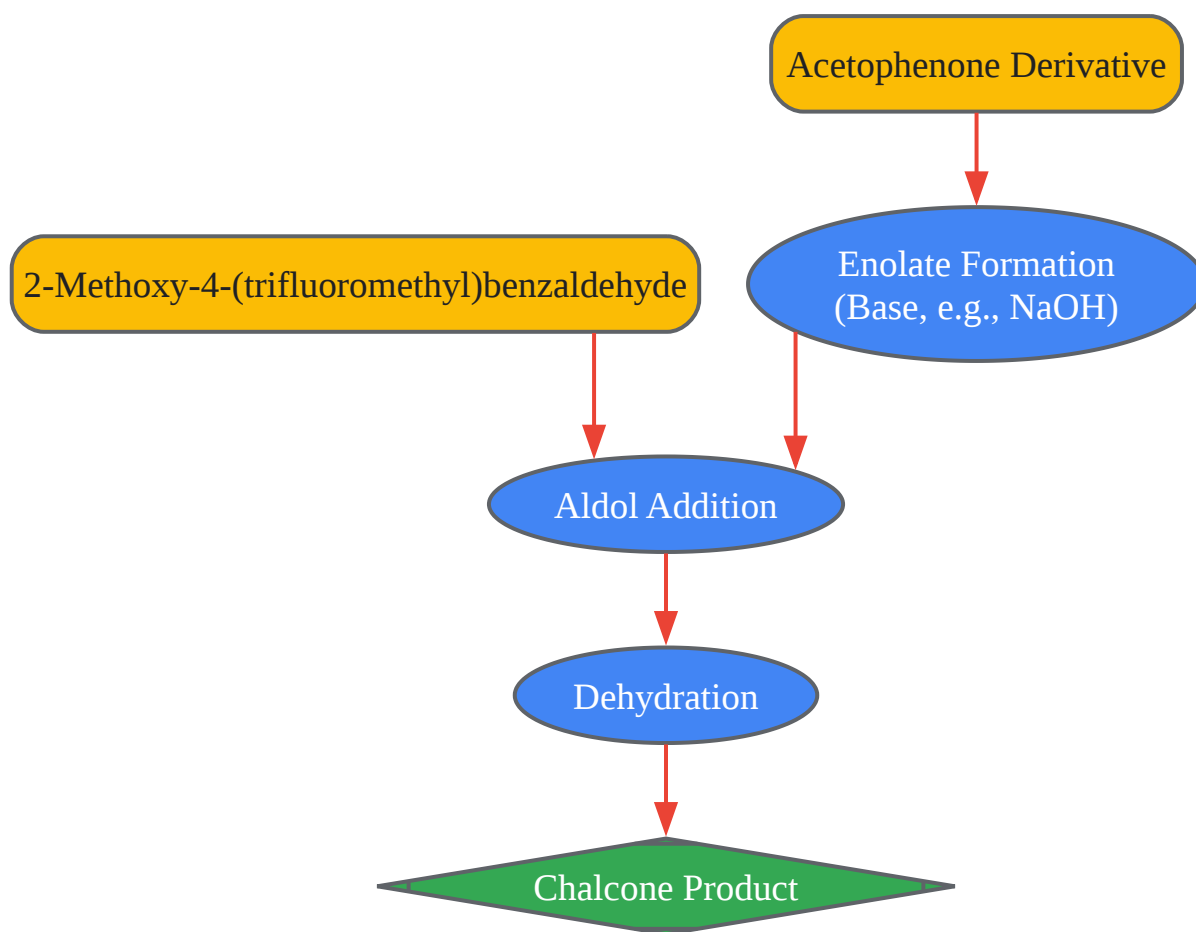 Acetophenone Derivative
2-Methoxy-4-(trifluoromethyl)benzaldehyde
Enolate Formation
(Base, e.g., NaOH)
Aldol Addition
Dehydration
Chalcone Product